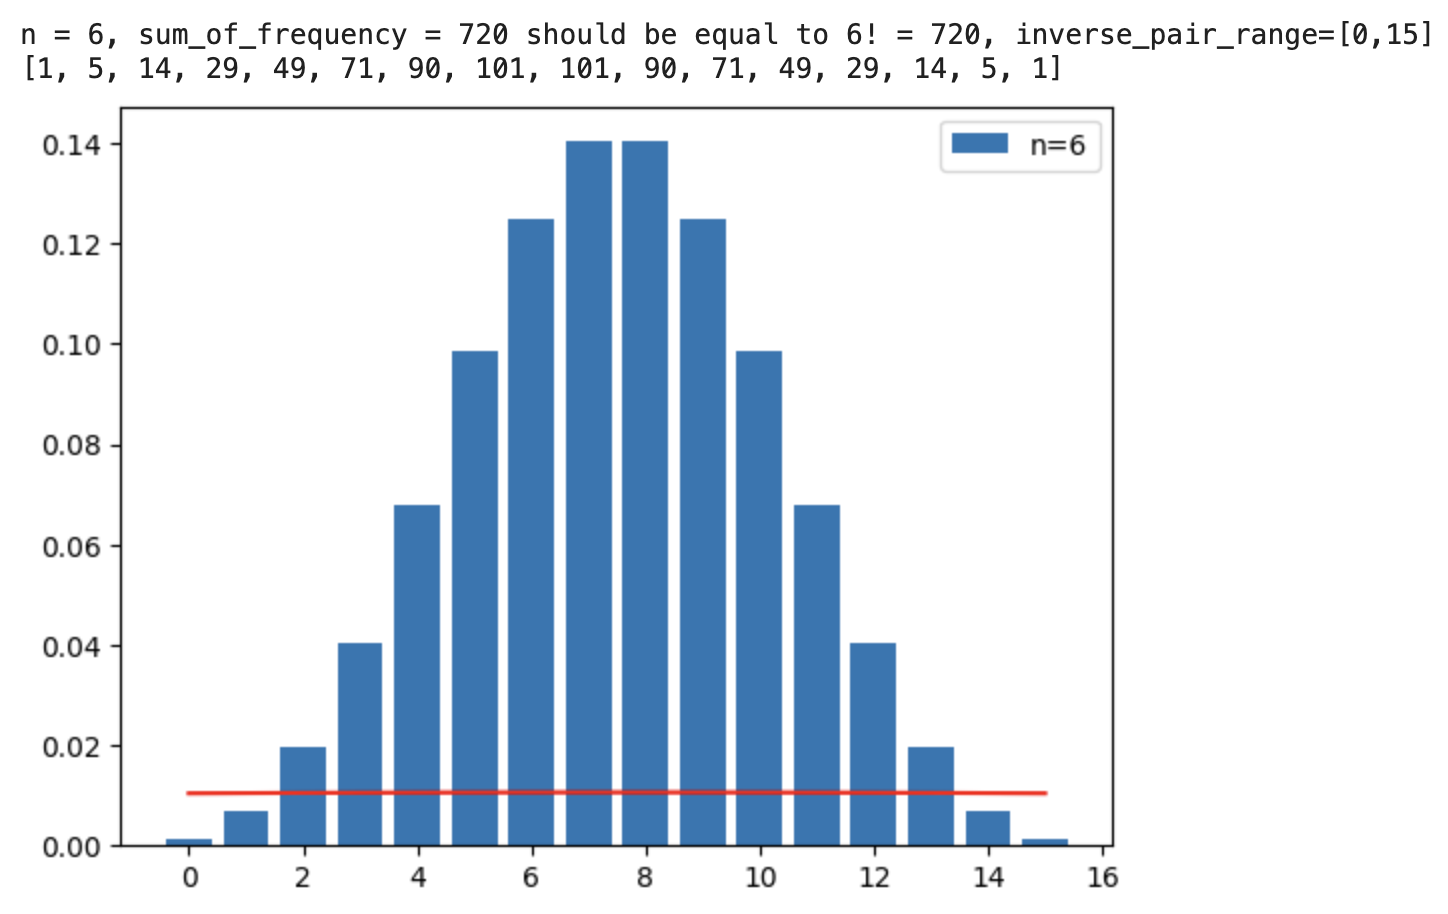 n = 6, sum_of_frequency = 720 should be equal to 6! = 720, inverse_pair_range=[0,15]
[1, 5, 14, 29, 49, 71, 90, 101, 101, 90, 71, 49, 29, 14, 5, 1]
n=6
0.14
0.12
0.10
0.08
0.06
0.04
0.02
0.00
0 2 4 6 8 10 12 14 16